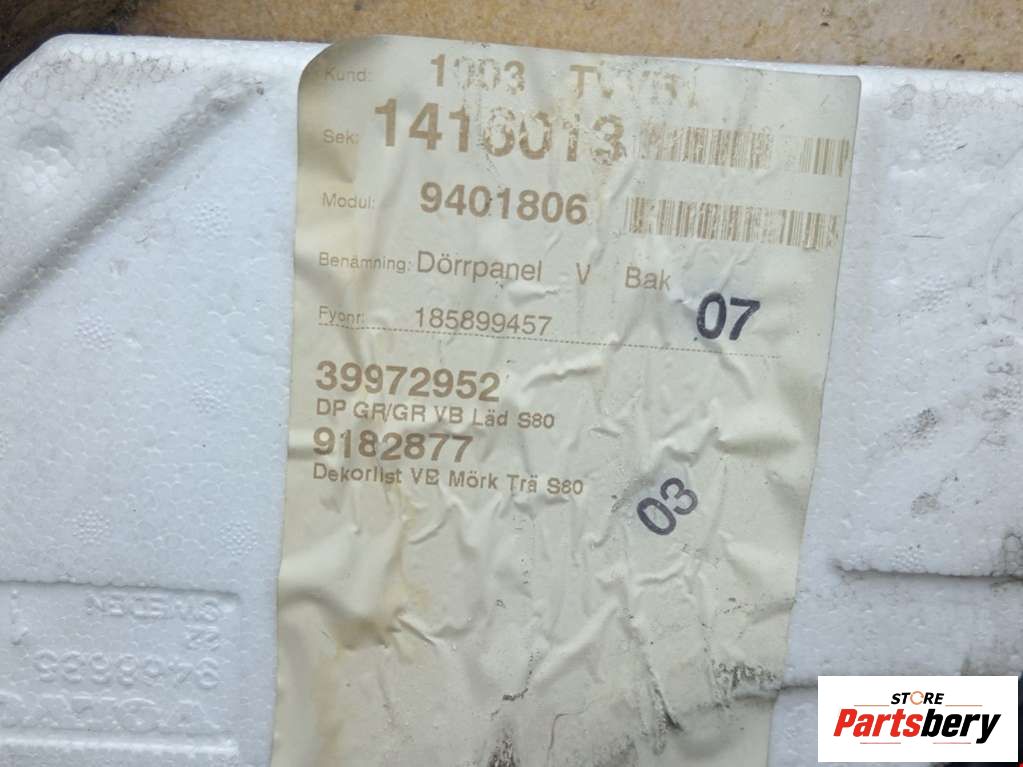 Kund: 1003
Sek: 1416013
Modul: 9401806
Benämning: Dörrpanel V Bak
07
Fyonr: 185899457
39972952
DP GR/GR VB Läd S80
9182877
Dekorlist VB Mörk Trä S80
03
SWEDEN
STORE
Partsbery